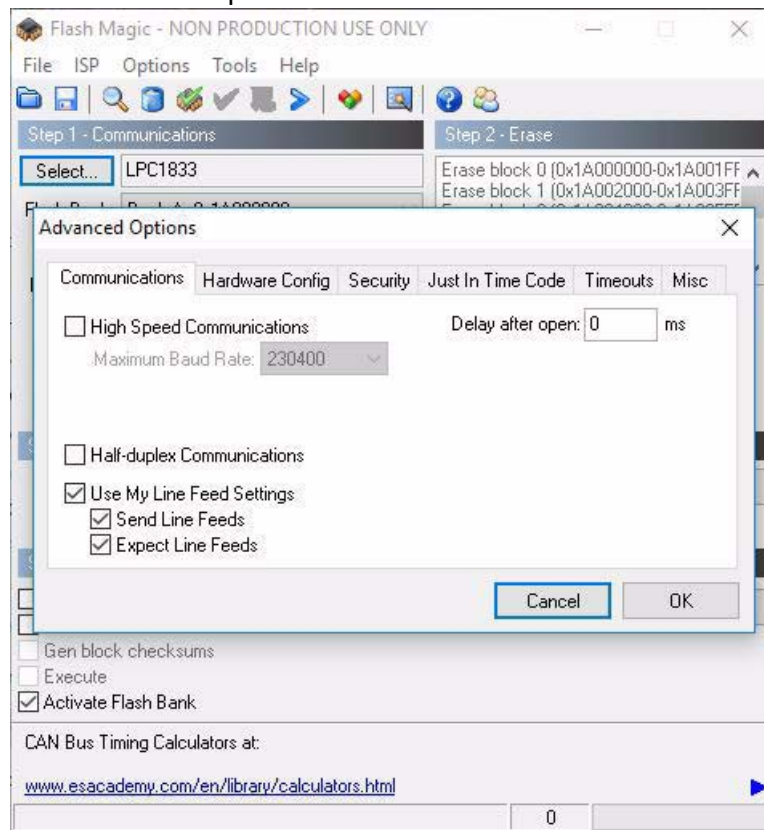 Flash Magic - NON PRODUCTION USE ONLY
File ISP Options Tools Help
Step 1 - Communications
Step 2 - Erase
Select...
LPC1833
Erase block 0 (0x1A000000-0x1A001FF
Erase block 1 (0x1A002000-0x1A003FF
Advanced Options
Communications
Hardware Config
Security
Just In Time Code
Timeouts
Misc
High Speed Communications
Delay after open: 0 ms
Maximum Baud Rate: 230400
Half-duplex Communications
Use My Line Feed Settings
Send Line Feeds
Expect Line Feeds
Cancel
OK
Gen block checksums
Execute
Activate Flash Bank
CAN Bus Timing Calculators at:
www.esacademy.com/en/library/calculators.html
0